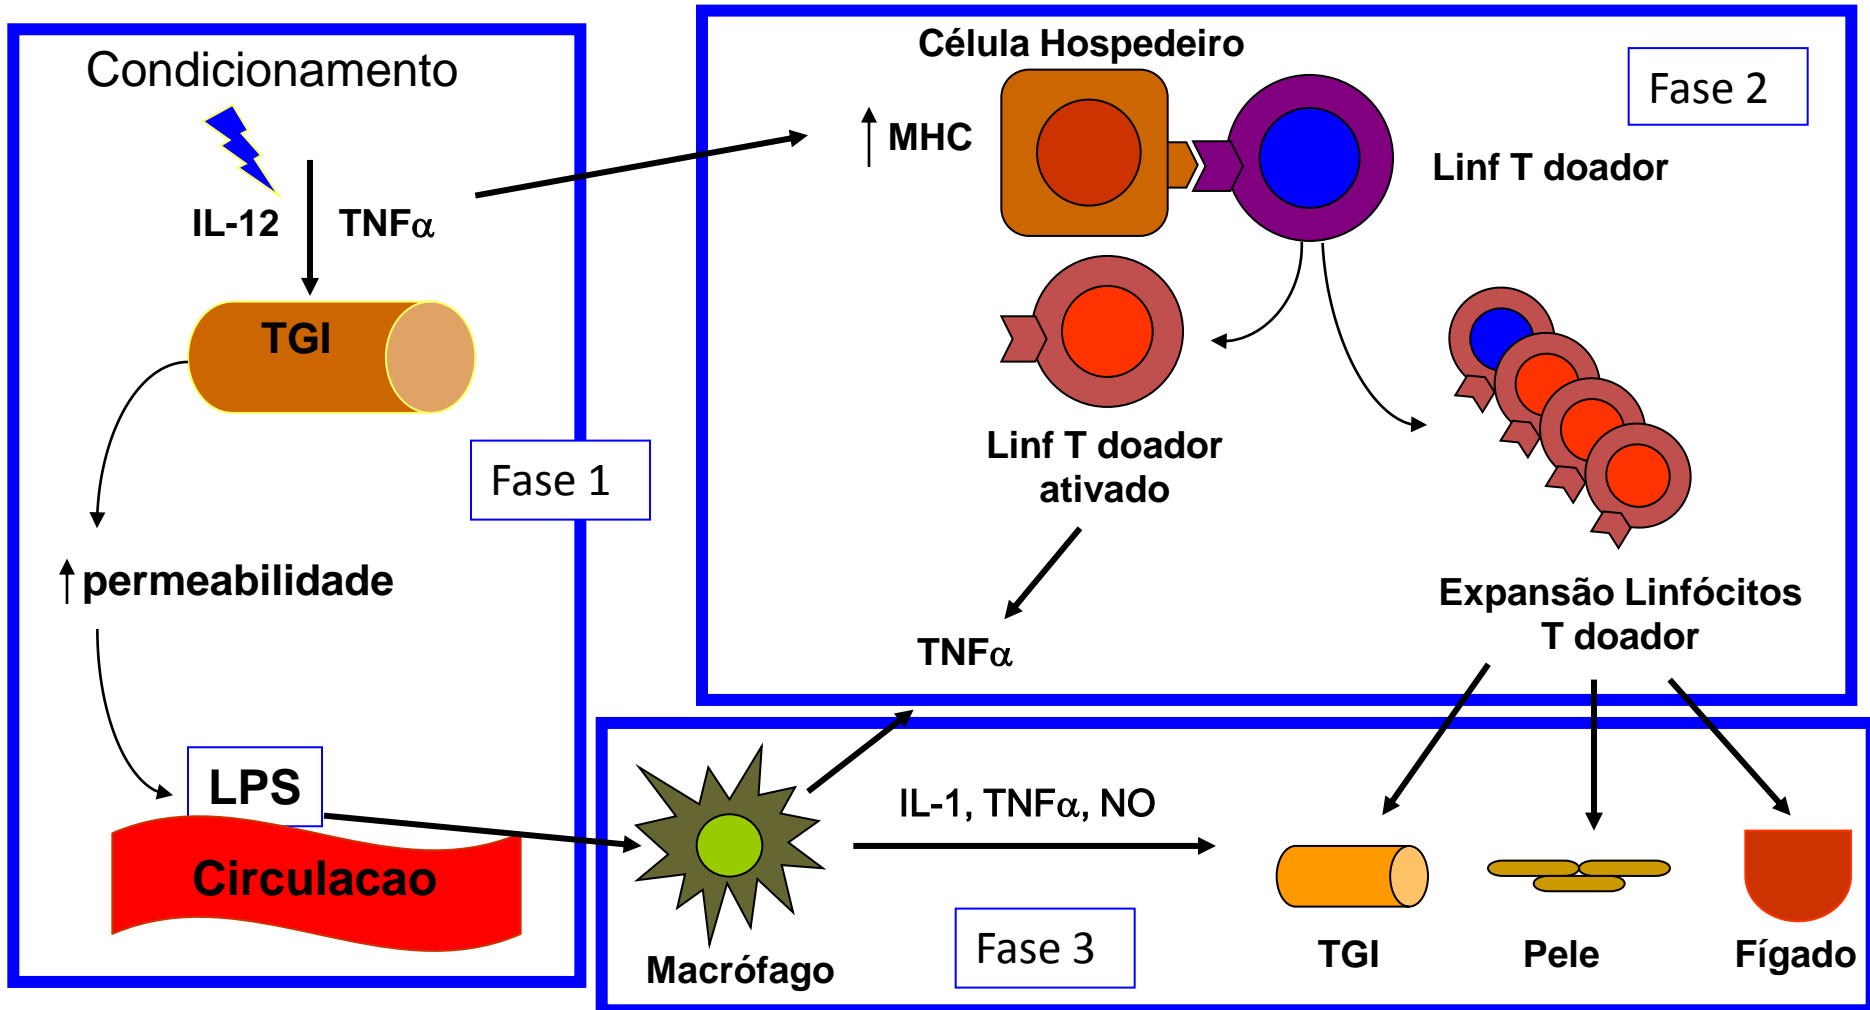 Condicionamento
IL-12
TNFα
TGI
Fase 1
permeabilidade
LPS
Circulacao
Célula Hospedeiro
Fase 2
MHC
Linf T doador
Linf T doador
ativado
TNFα
Expansão Linfócitos
T doador
IL-1, TNFα, NO
Macrófago
Fase 3
TGI
Pele
Fígado